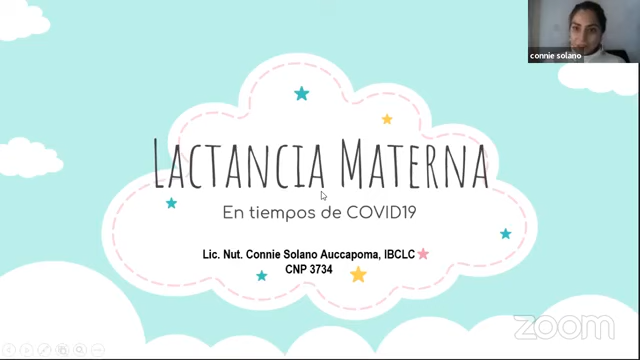 connie solano
Lactancia Materna
En tiempos de COVID19
Lic. Nut. Connie Solano Auccapoma, IBCLC
CNP 3734
zoom